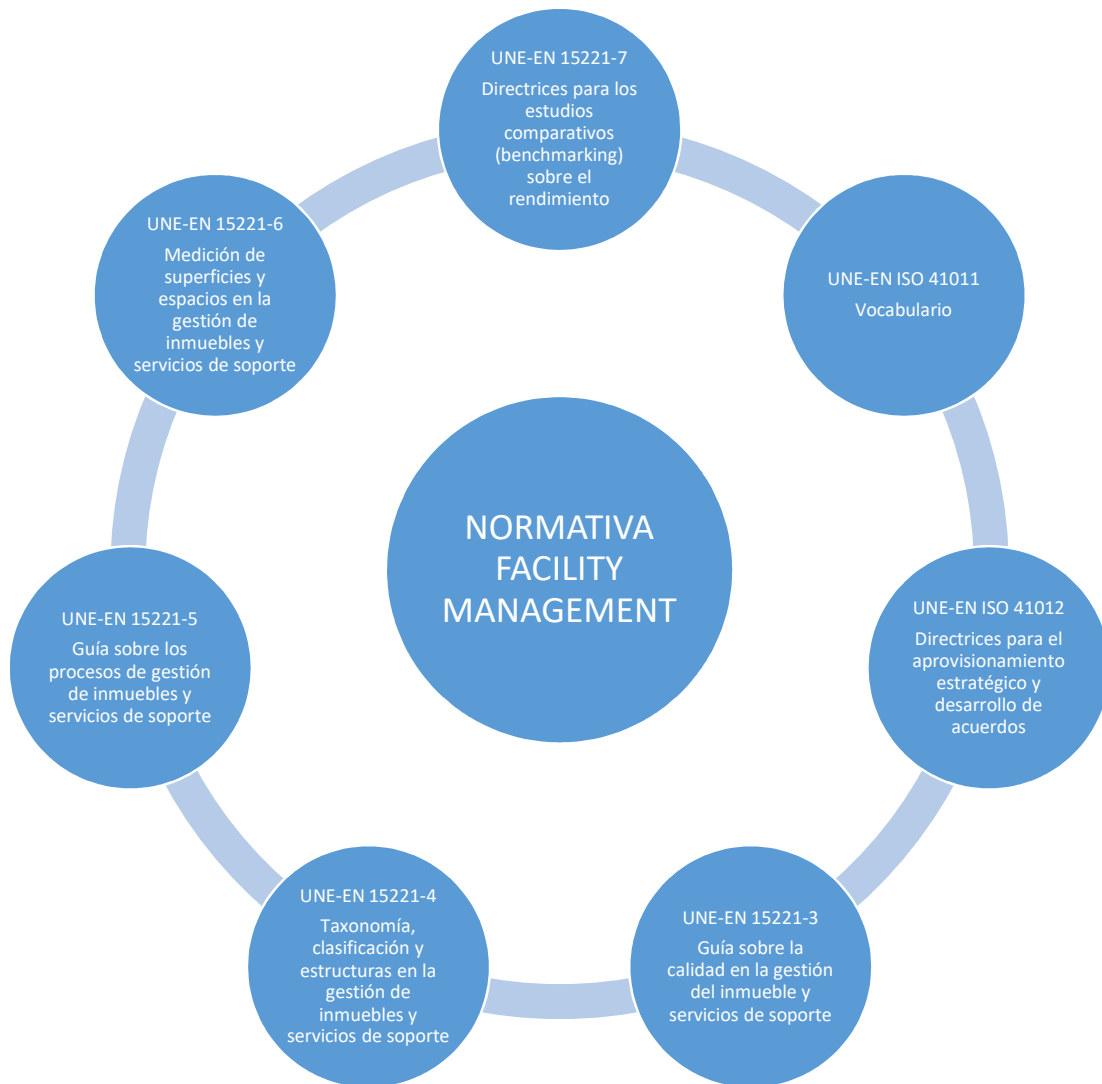 UNE-EN 15221-7
Directrices para los
estudios
comparativos
(benchmarking)
sobre el
rendimiento
UNE-EN ISO 41011
Vocabulario
UNE-EN ISO 41012
Directrices para el
aprovisionamiento
estratégico y
desarrollo de
acuerdos
UNE-EN 15221-3
Guía sobre la
calidad en la gestión
del inmueble y
servicios de soporte
UNE-EN 15221-4
Taxonomía,
clasificación y
estructuras en la
gestión de
inmuebles y
servicios de soporte
UNE-EN 15221-5
Guía sobre los
procesos de gestión
de inmuebles y
servicios de soporte
UNE-EN 15221-6
Medición de
superficies y
espacios en la
gestión de
inmuebles y
servicios de soporte
NORMATIVA
FACILITY
MANAGEMENT